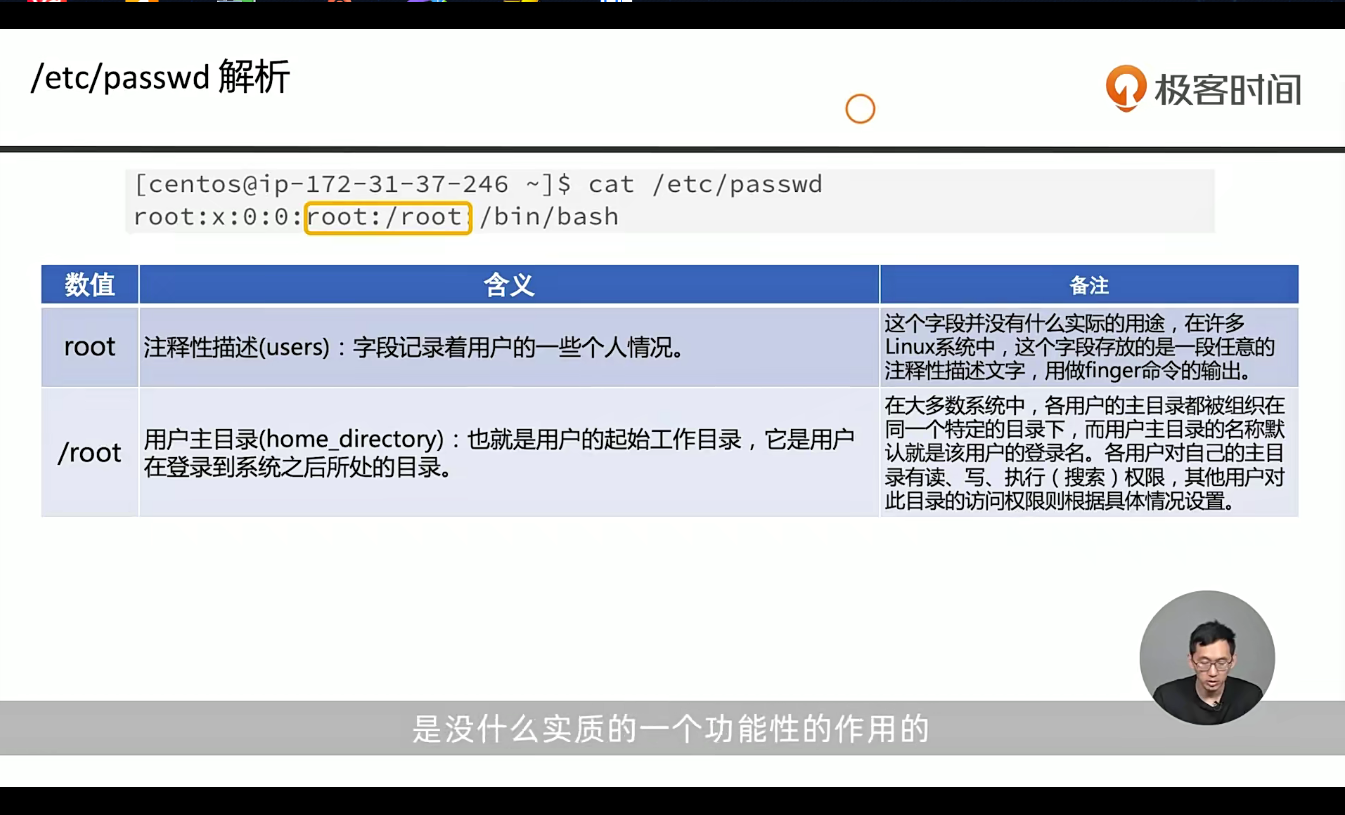 /etc/passwd 解析
极客时间
[centos@ip-172-31-37-246 ~]$ cat /etc/passwd
root:x:0:0:root:/root:/bin/bash
数值 含义 备注
root 注释性描述(users)：字段记录着用户的一些个人情况。
这个字段并没有什么实际的用途，在许多
Linux系统中，这个字段存放的是一段任意的
注释性描述文字，用做finger命令的输出。
/root
用户主目录(home_directory)：也就是用户的起始工作目录，它是用户
在登录到系统之后所处的目录。
在大多数系统中，各用户的主目录都被组织在
同一个特定的目录下，而用户主目录的名称默
认就是该用户的登录名。各用户对自己的主目
录有读、写、执行（搜索）权限，其他用户对
此目录的访问权限则根据具体情况设置。
是没什么实质的一个功能性的作用的